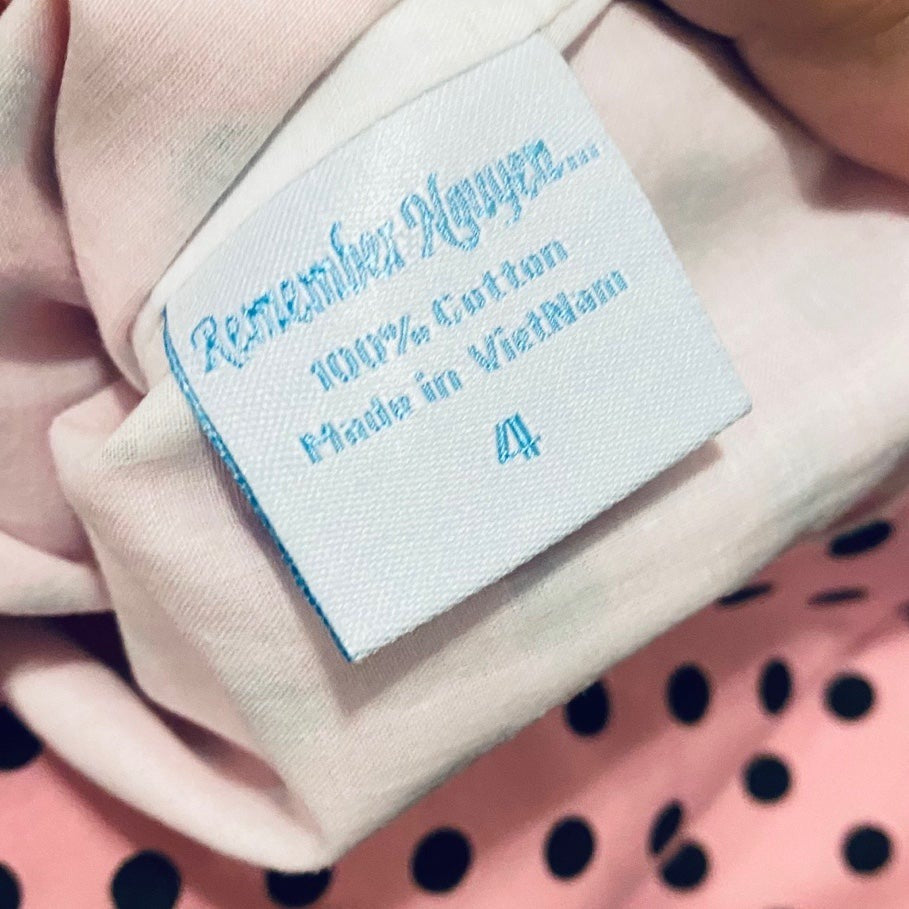 Remember Nguyen...
100% Cotton
Made in VietNam
4